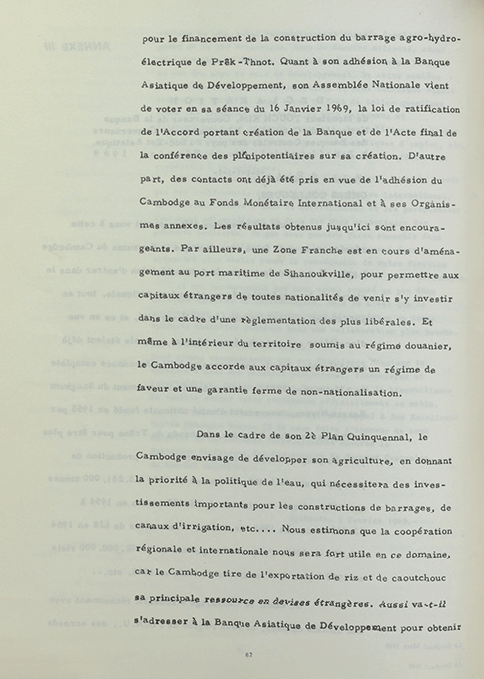 pour le financement de la construction du barrage agro-hydro-
électrique de Prêk-Thnot. Quant à son adhésion à la Banque
Asiatique de Développement, son Assemblée Nationale vient
de voter en sa séance du 16 Janvier 1969, la loi de ratification
de l'Accord portant création de la Banque et de l'Acte final de
la conférence des plénipotentiaires sur sa création. D'autre
part, des contacts ont déjà été pris en vue de l'adhésion du
Cambodge au Fonds Monétaire International et à ses Organis-
mes annexes. Les résultats obtenus jusqu'ici sont encoura-
geants. Par ailleurs, une Zone Franche est en cours d'aména-
gement au port maritime de Sihanoukville, pour permettre aux
capitaux étrangers de toutes nationalités de venir s'y investir
dans le cadre d'une règlementation des plus libérales. Et
même à l'intérieur du territoire soumis au régime douanier,
le Cambodge accorde aux capitaux étrangers un régime de
faveur et une garantie ferme de non-nationalisation.
Dans le cadre de son 2è Plan Quinquennal, le
Cambodge envisage de développer son agriculture, en donnant
la priorité à la politique de l'eau, qui nécessitera des inves-
tissements importants pour les constructions de barrages, de
canaux d'irrigation, etc.... Nous estimons que la coopération
régionale et internationale nous sera fort utile en ce domaine,
car le Cambodge tire de l'exportation de riz et de caoutchouc
sa principale ressource en devises étrangères. Aussi va-t-il
s'adresser à la Banque Asiatique de Développement pour obtenir
62